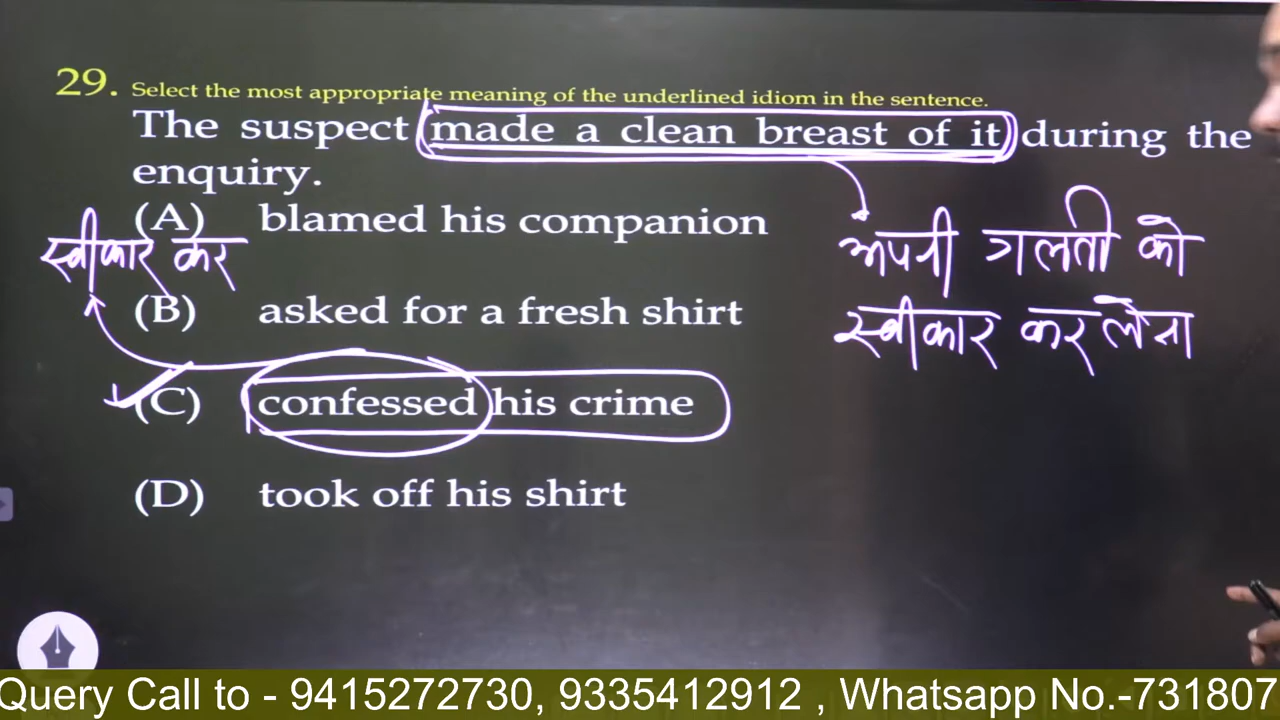 29. Select the most appropriate meaning of the underlined idiom in the sentence.
The suspect made a clean breast of it during the
enquiry.
(A) blamed his companion
स्वीकार कर
अपनी गलती को
स्वीकार कर लेना
(B) asked for a fresh shirt
(C) confessed his crime
(D) took off his shirt
Query Call to - 9415272730, 9335412912 , Whatsapp No.-731807